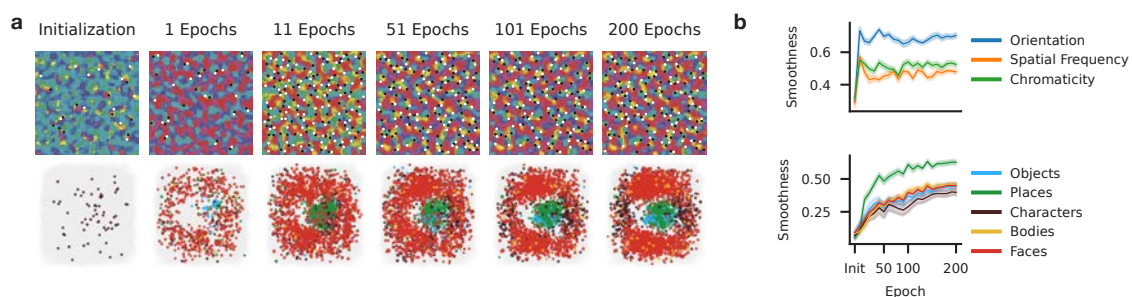 a
Initialization 1 Epochs 11 Epochs 51 Epochs 101 Epochs 200 Epochs
b
Smoothness
0.6
0.4
Orientation
Spatial Frequency
Chromaticity
Smoothness
0.50
0.25
Init 50 100 200
Epoch
Objects
Places
Characters
Bodies
Faces